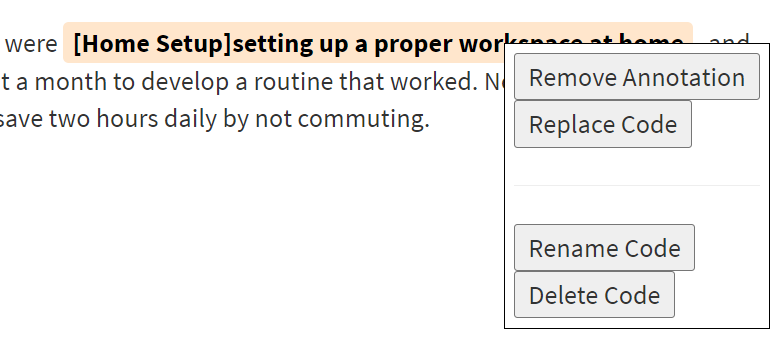 were [Home Setup]setting up a proper workspace at home, and
t a month to develop a routine that worked.
save two hours daily by not commuting.
Remove Annotation
Replace Code
Rename Code
Delete Code